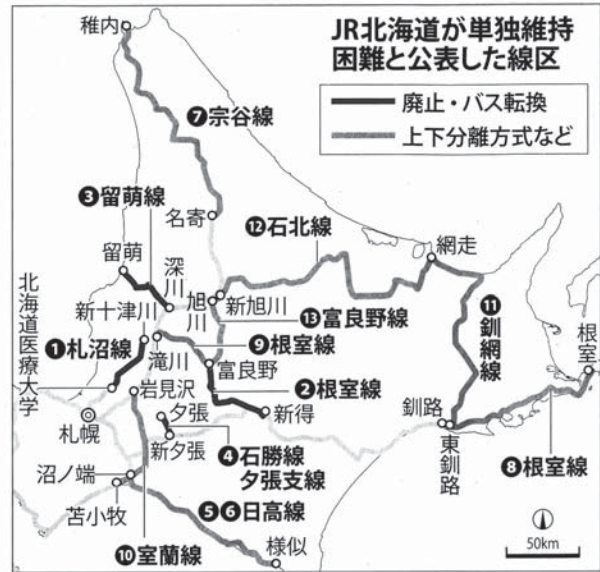 JR北海道が単独維持
困難と公表した線区
廃止・バス転換
上下分離方式など
稚内
❼宗谷線
❸留萌線
名寄
⓬石北線
留萌
深川
旭川
新旭川
網走
北海道医療大学
新十津川
⓭富良野線
⓫釧網線
根室
❶札沼線
滝川
❾根室線
富良野
岩見沢
❷根室線
札幌
夕張
新得
釧路
新夕張
東釧路
❹石勝線
夕張支線
❽根室線
沼ノ端
苫小牧
❺❻日高線
❿室蘭線
様似
50km